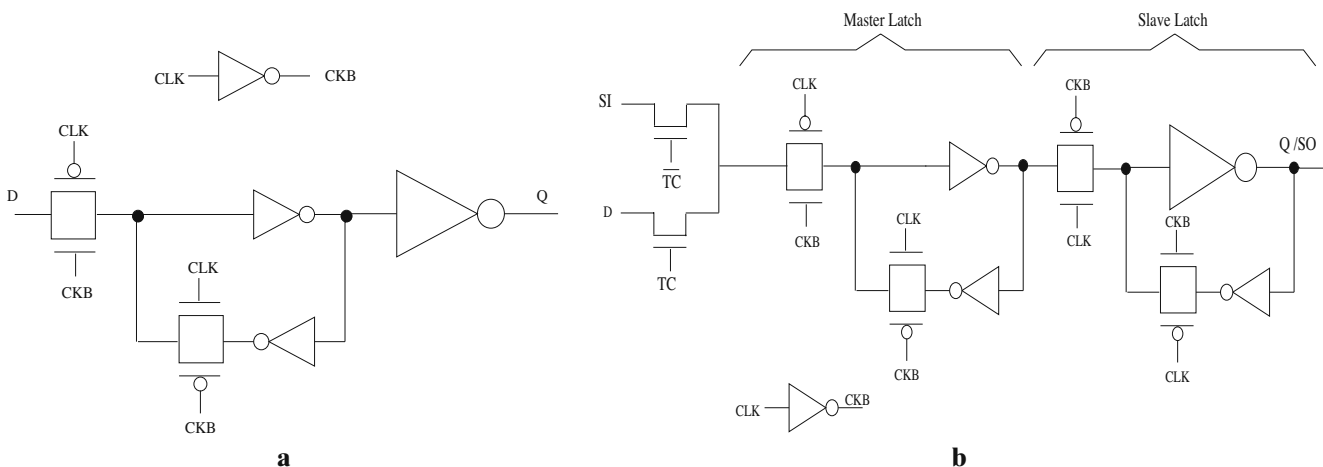 CLK
CKB
CLK
D
CKB
CLK
CKB
Q
a
Master Latch
Slave Latch
SI
TC
D
TC
CLK
CKB
CLK
CKB
CKB
CLK
Q /SO
CKB
CLK
CLK
CKB
b